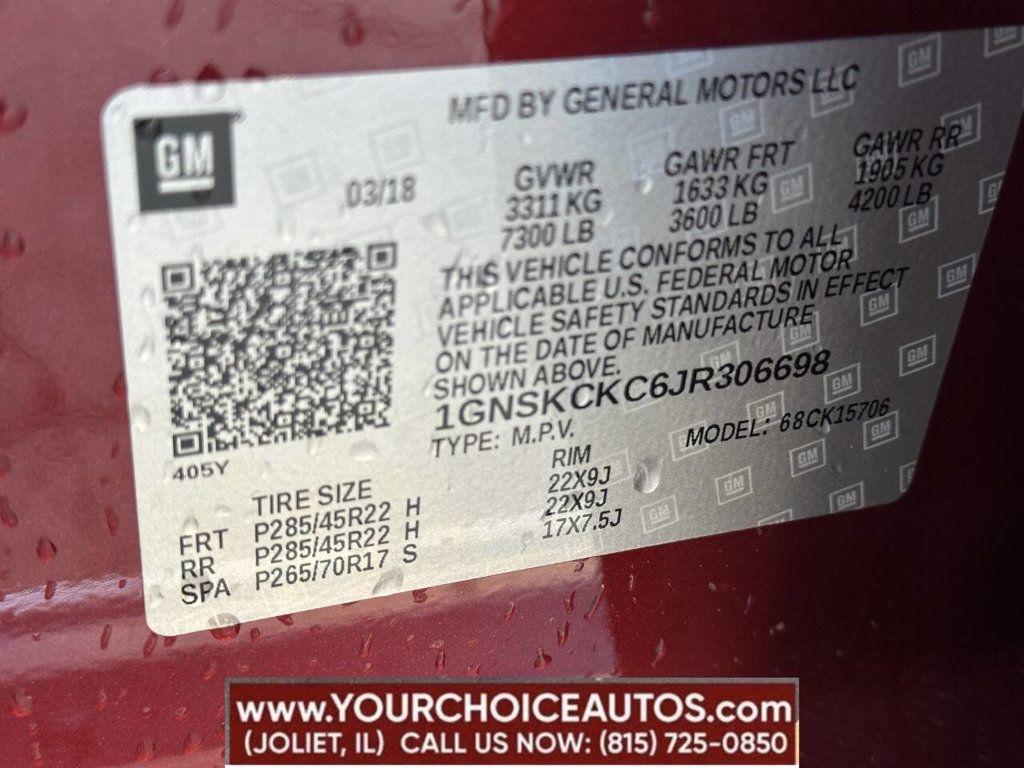 MFD BY GENERAL MOTORS LLC
GM
03/18
GVWR GAWR FRT GAWR RR
3311 KG 1633 KG 1905 KG
7300 LB 3600 LB 4200 LB
THIS VEHICLE CONFORMS TO ALL
APPLICABLE U.S. FEDERAL MOTOR
VEHICLE SAFETY STANDARDS IN EFFECT
ON THE DATE OF MANUFACTURE
SHOWN ABOVE.
1GNSKCKC6JR306698
TYPE: M.P.V. MODEL: 68CK15706
405Y
TIRE SIZE RIM
FRT P285/45R22 H 22X9J
RR P285/45R22 H 22X9J
SPA P265/70R17 S 17X7.5J
www.YOURCHOICEAUTOS.com
(JOLIET, IL) CALL US NOW: (815) 725-0850